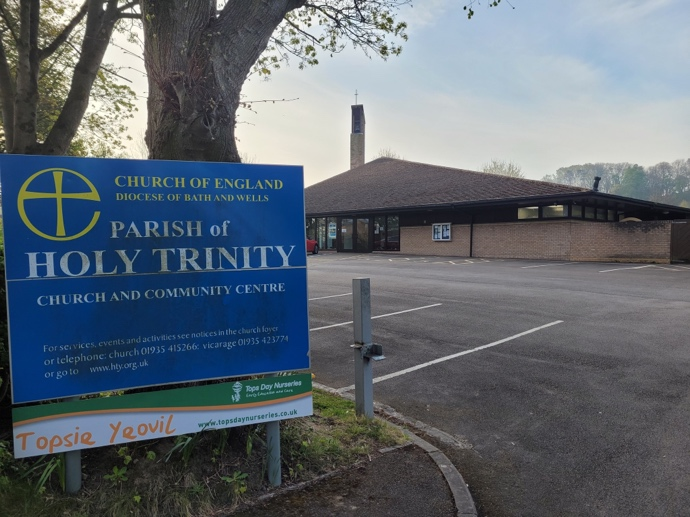 CHURCH OF ENGLAND
DIOCESE OF BATH AND WELLS
PARISH of
HOLY TRINITY
CHURCH AND COMMUNITY CENTRE
For services, events and activities see notices in the church foyer
or telephone: church 01935 415266: vicarage 01935 423774
or go to www.hty.org.uk
Tops Day Nurseries
www.topsdaynurseries.co.uk
Topsie Yeovil